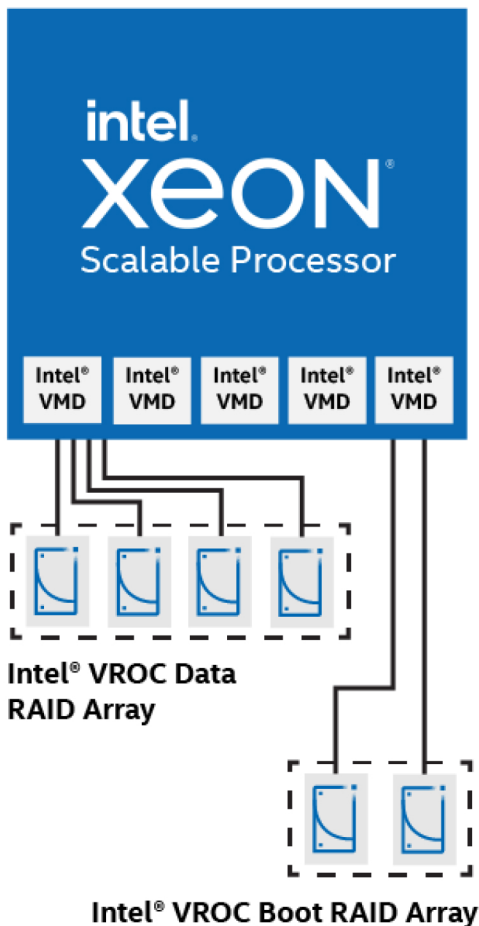 intel.
xeon®
Scalable Processor
Intel® VMD
Intel® VMD
Intel® VMD
Intel® VMD
Intel® VMD
Intel® VROC Data
RAID Array
Intel® VROC Boot RAID Array